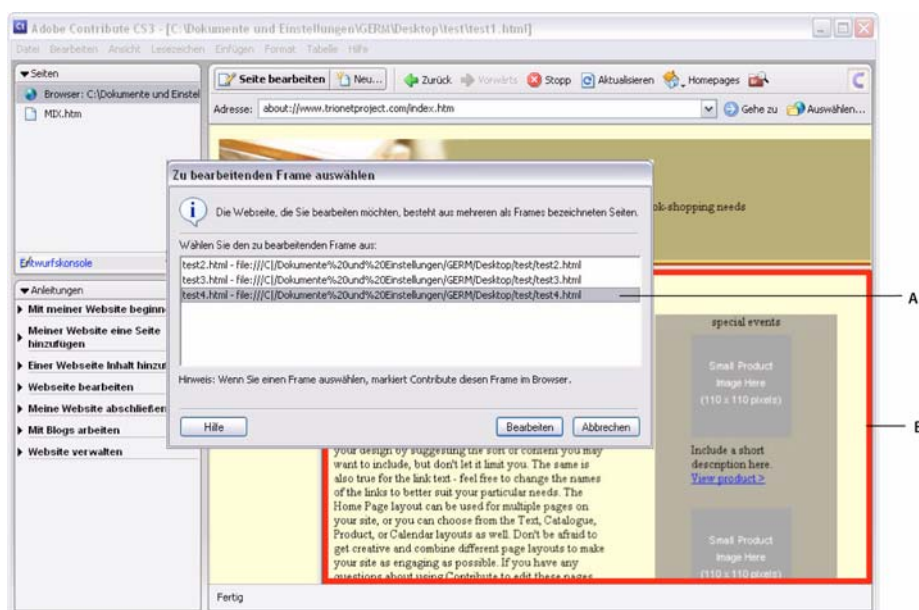 Adobe Contribute CS3 - [C:\Dokumente und Einstellungen\GERM\Desktop\test\test1.html]
Datei Bearbeiten Ansicht Lesezeichen Einfügen Format Tabelle Hilfe
Seiten
Browser: C:\Dokumente und Einstel
MIX.htm
Entwurfskonsole
Anleitungen
Mit meiner Website beginn
Meiner Website eine Seite
hinzufügen
Einer Webseite Inhalt hinzuf
Webseite bearbeiten
Meine Website abschließen
Mit Blogs arbeiten
Website verwalten
Seite bearbeiten Neu... Zurück Vorwärts Stopp Aktualisieren Homepages
Adresse: about://www.trionetproject.com/index.htm Gehe zu Auswählen...
ok-shopping needs
Zu bearbeitenden Frame auswählen
Die Webseite, die Sie bearbeiten möchten, besteht aus mehreren als Frames bezeichneten Seiten.
Wählen Sie den zu bearbeitenden Frame aus:
test2.html - file:///C|/Dokumente%20und%20Einstellungen/GERM/Desktop/test/test2.html
test3.html - file:///C|/Dokumente%20und%20Einstellungen/GERM/Desktop/test/test3.html
test4.html - file:///C|/Dokumente%20und%20Einstellungen/GERM/Desktop/test/test4.html
A
Hinweis: Wenn Sie einen Frame auswählen, markiert Contribute diesen Frame im Browser.
Hilfe Bearbeiten Abbrechen
special events
Small Product
Image Here
(110 x 110 pixels)
B
Include a short
description here.
View product >
Small Product
Image Here
(110 x 110 pixels)
your design by suggesting the sort of content you may
want to include, but don't let it limit you. The same is
also true for the link text - feel free to change the names
of the links to better suit your particular needs. The
Home Page layout can be used for multiple pages on
your site, or you can choose from the Text, Catalogue,
Product, or Calendar layouts as well. Don't be afraid to
get creative and combine different page layouts to make
your site as engaging as possible. If you have any
questions about using Contribute to edit these pages
Fertig